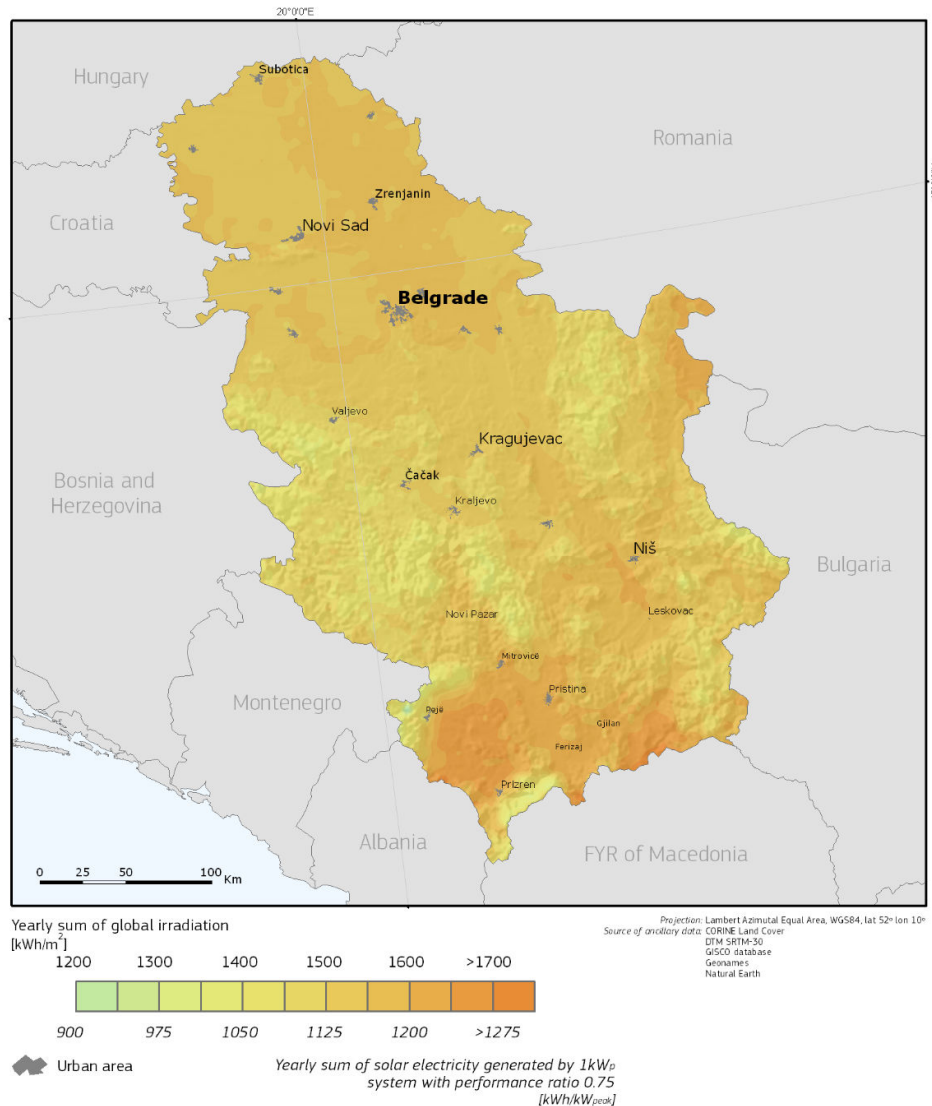 20°0'0"E
Hungary
Subotica
Romania
Zrenjanin
Croatia
Novi Sad
Belgrade
Valjevo
Kragujevac
Bosnia and
Herzegovina
Čačak
Kraljevo
Niš
Bulgaria
Novi Pazar
Leskovac
Mitrovicë
Montenegro
Pristina
Pejë
Gjilan
Ferizaj
Prizren
Albania
FYR of Macedonia
0 25 50 100 Km
Yearly sum of global irradiation
[kWh/m²]
1200 1300 1400 1500 1600 >1700
900 975 1050 1125 1200 >1275
Urban area
Yearly sum of solar electricity generated by 1kWp
system with performance ratio 0.75
[kWh/kWpeak]
Projection: Lambert Azimutal Equal Area, WGS84, lat 52º lon 10º
Source of ancillary data: CORINE Land Cover
DTM SRTM-30
GISCO database
Geonames
Natural Earth